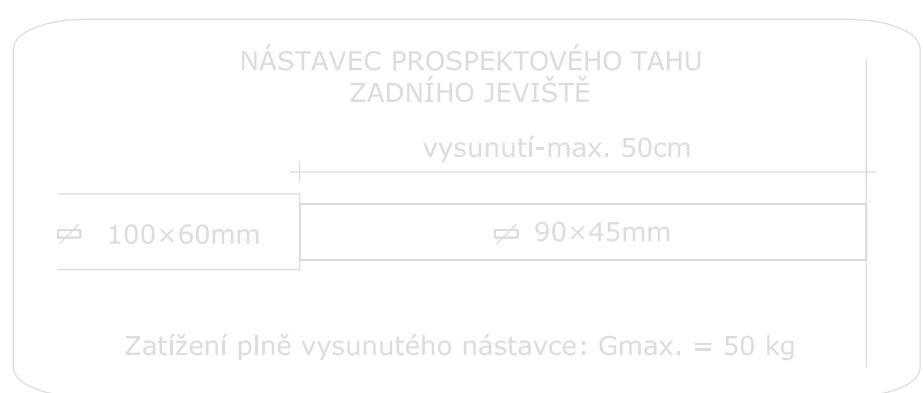 NÁSTAVEC PROSPEKTOVÉHO TAHU
ZADNÍHO JEVIŠTĚ
vysunutí-max. 50cm
100×60mm
90×45mm
Zatížení plně vysunutého nástavce: Gmax. = 50 kg